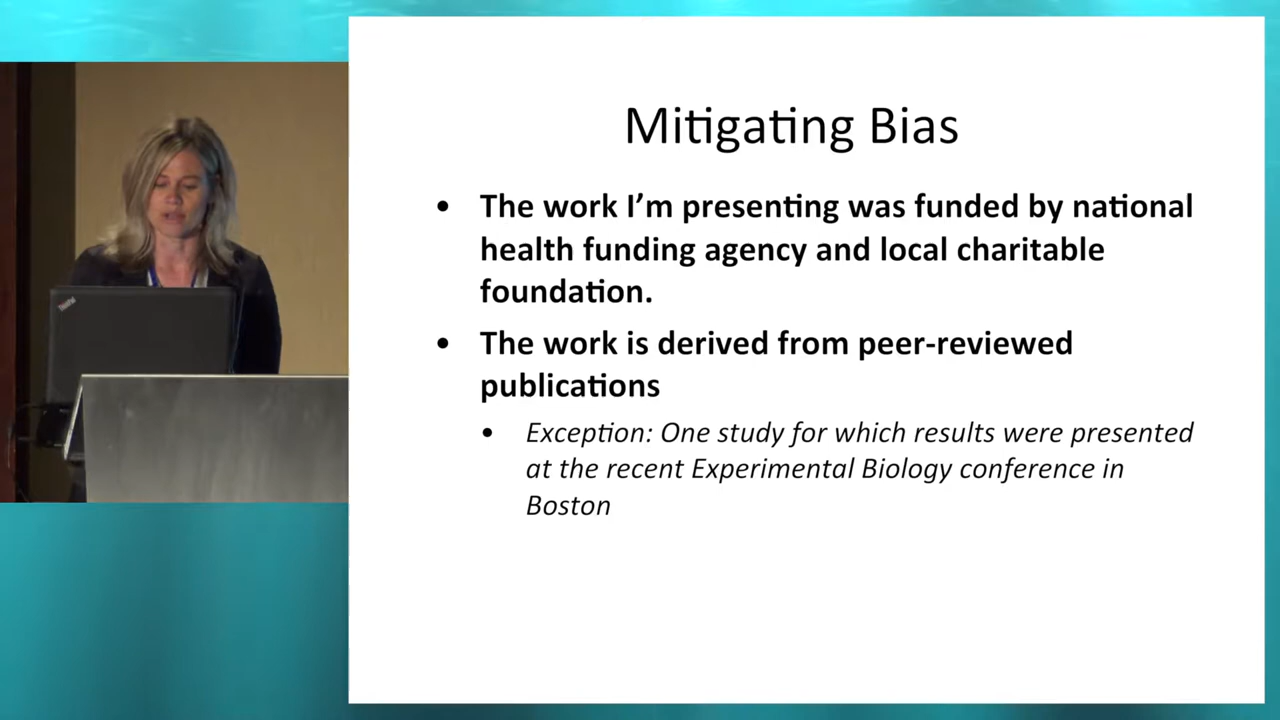 Mitigating Bias
• The work I’m presenting was funded by national
health funding agency and local charitable
foundation.
• The work is derived from peer-reviewed
publications
• Exception: One study for which results were presented
at the recent Experimental Biology conference in
Boston
ThinkPad